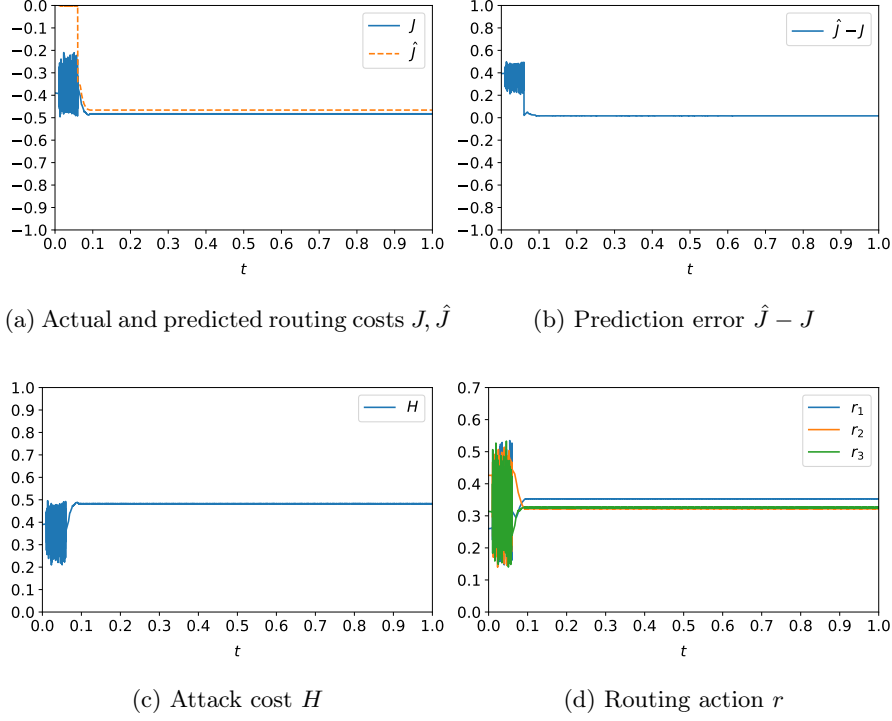 0.0
−0.1
−0.2
−0.3
−0.4
−0.5
−0.6
−0.7
−0.8
−0.9
−1.0
0.0 0.1 0.2 0.3 0.4 0.5 0.6 0.7 0.8 0.9 1.0
t
J
Ĵ
(a) Actual and predicted routing costs J, Ĵ
1.0
0.8
0.6
0.4
0.2
0.0
−0.2
−0.4
−0.6
−0.8
−1.0
0.0 0.1 0.2 0.3 0.4 0.5 0.6 0.7 0.8 0.9 1.0
t
ĵ − J
(b) Prediction error Ĵ − J
1.0
0.9
0.8
0.7
0.6
0.5
0.4
0.3
0.2
0.1
0.0
0.0 0.1 0.2 0.3 0.4 0.5 0.6 0.7 0.8 0.9 1.0
t
H
(c) Attack cost H
0.7
0.6
0.5
0.4
0.3
0.2
0.1
0.0
0.0 0.1 0.2 0.3 0.4 0.5 0.6 0.7 0.8 0.9 1.0
t
r₁
r₂
r₃
(d) Routing action r